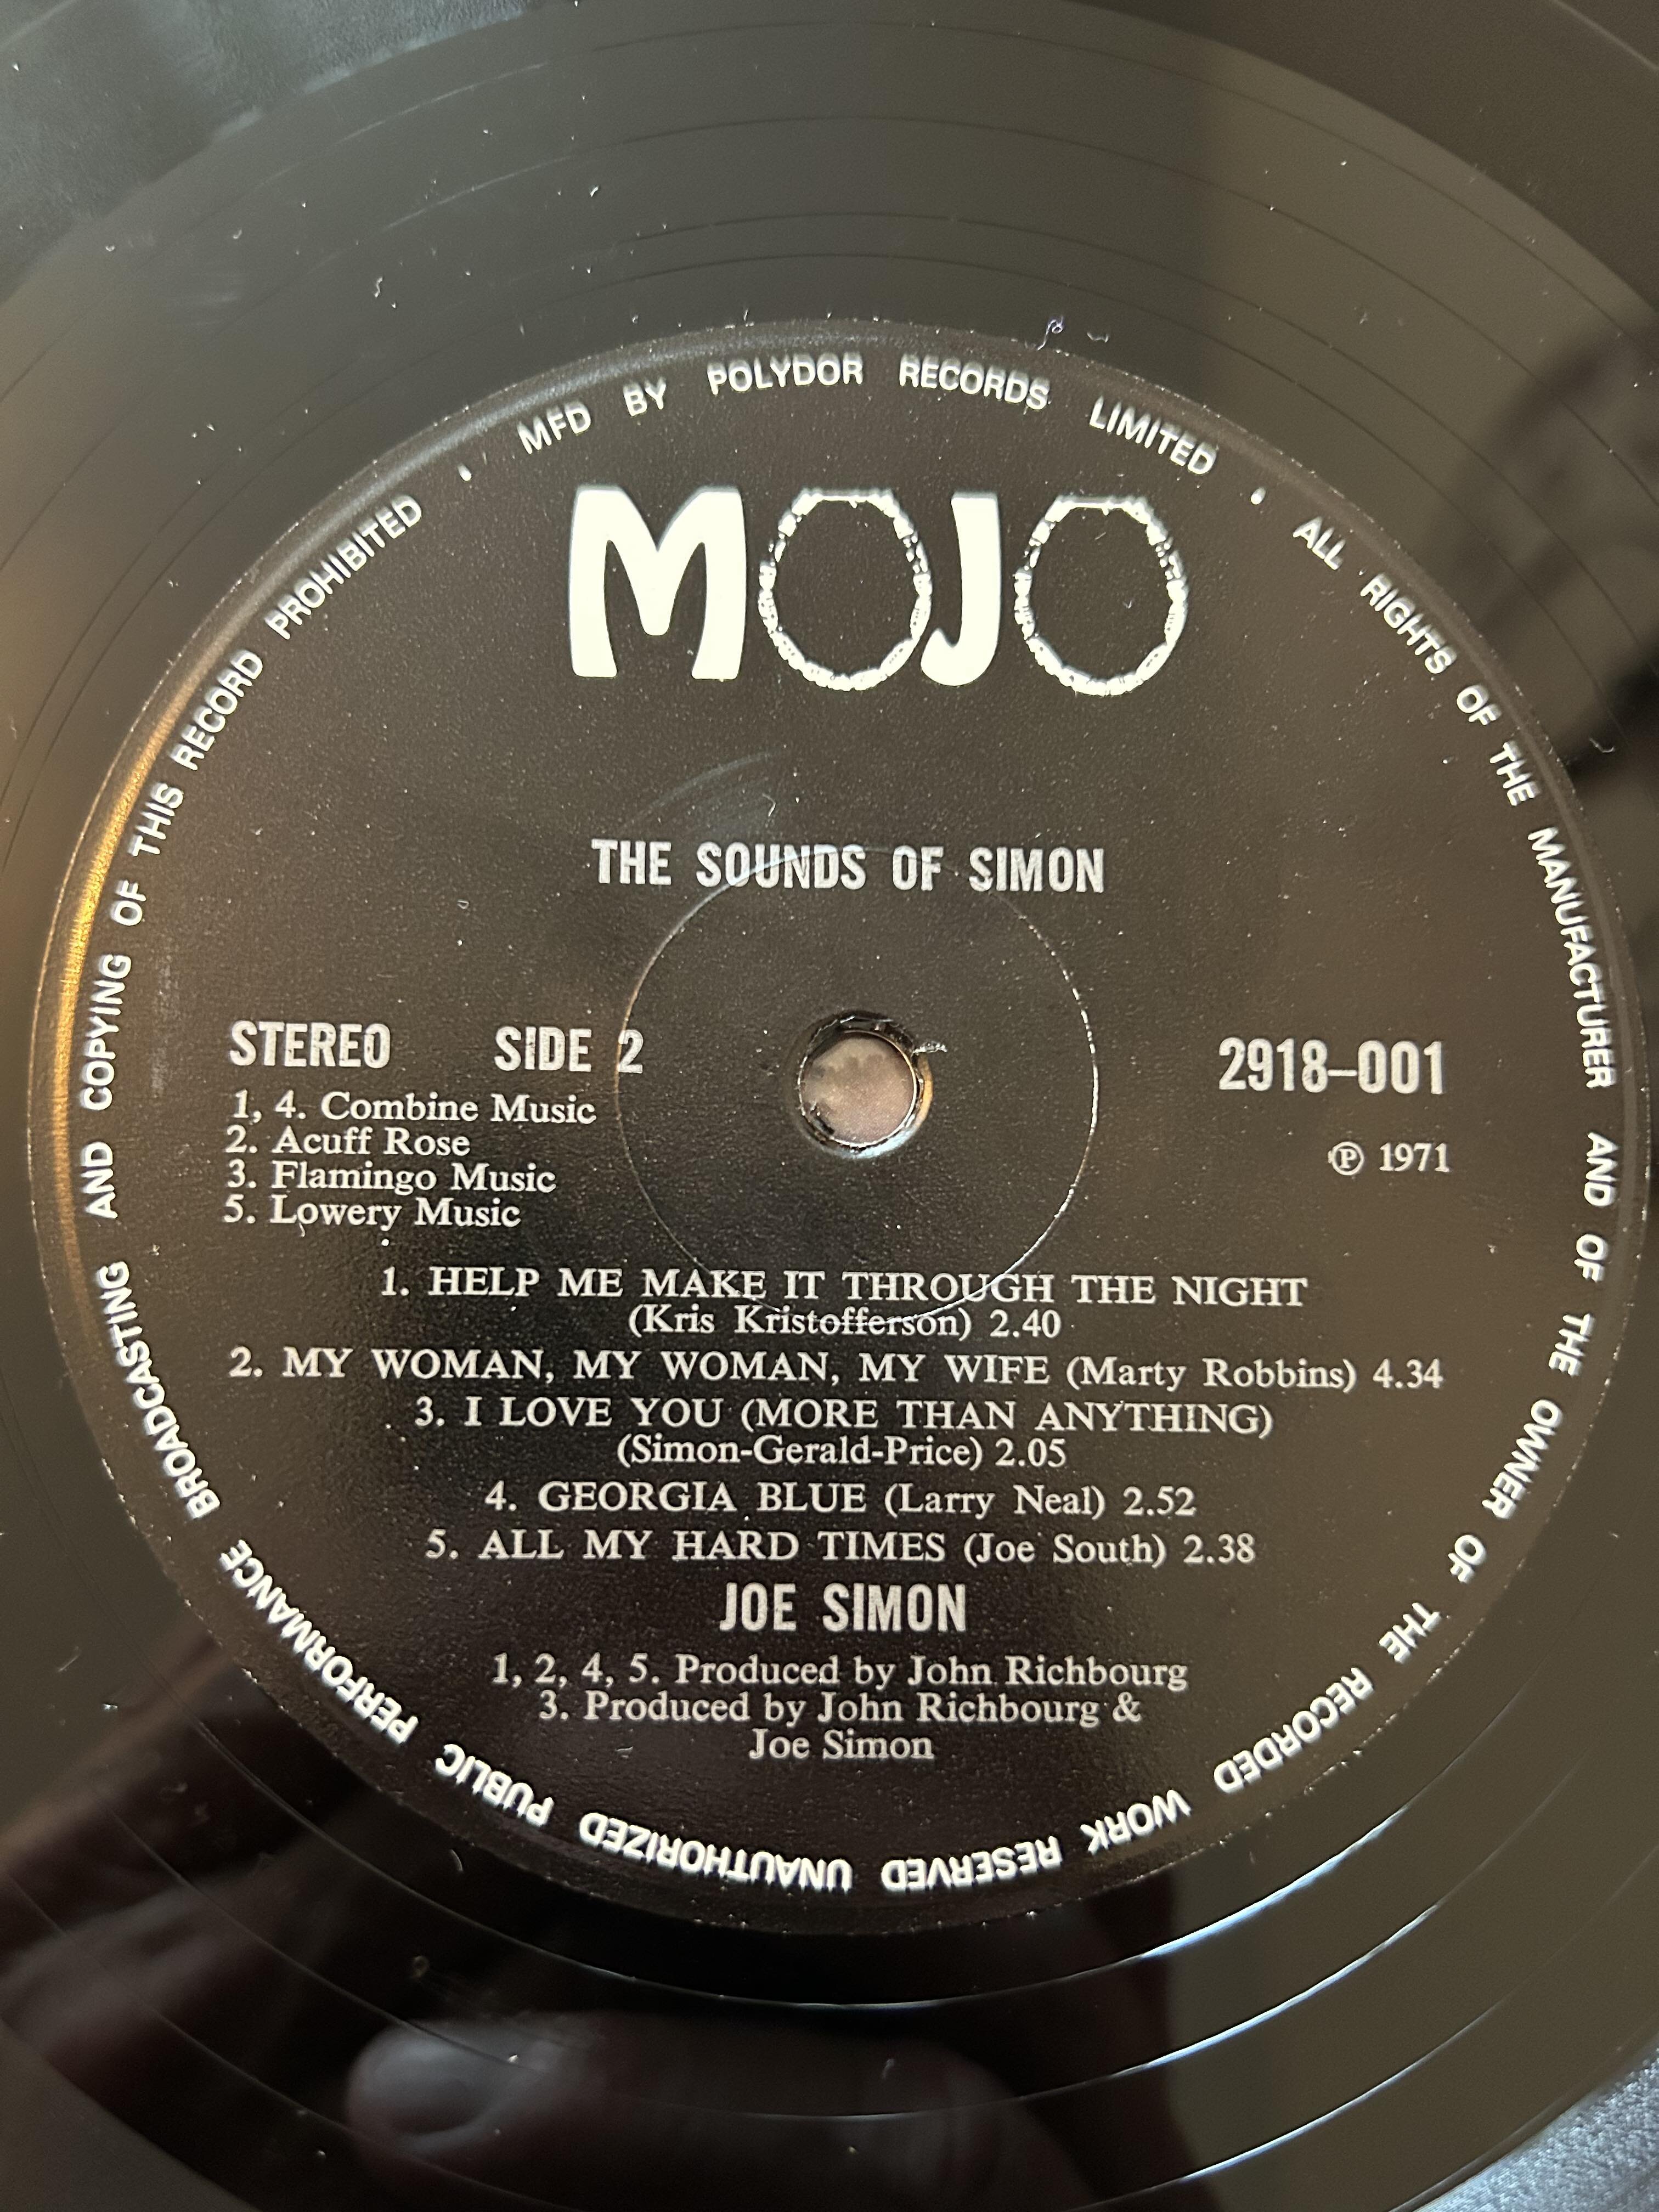 MFD BY POLYDOR RECORDS LIMITED · ALL RIGHTS OF THE MANUFACTURER AND OF THE OWNER OF THE RECORDED WORK RESERVED UNAUTHORIZED PUBLIC PERFORMANCE BROADCASTING AND COPYING OF THIS RECORD PROHIBITED ·
MOJO
THE SOUNDS OF SIMON
STEREO SIDE 2
2918-001
1, 4. Combine Music
2. Acuff Rose
3. Flamingo Music
5. Lowery Music
℗ 1971
1. HELP ME MAKE IT THROUGH THE NIGHT
(Kris Kristofferson) 2.40
2. MY WOMAN, MY WOMAN, MY WIFE (Marty Robbins) 4.34
3. I LOVE YOU (MORE THAN ANYTHING)
(Simon-Gerald-Price) 2.05
4. GEORGIA BLUE (Larry Neal) 2.52
5. ALL MY HARD TIMES (Joe South) 2.38
JOE SIMON
1, 2, 4, 5. Produced by John Richbourg
3. Produced by John Richbourg &
Joe Simon